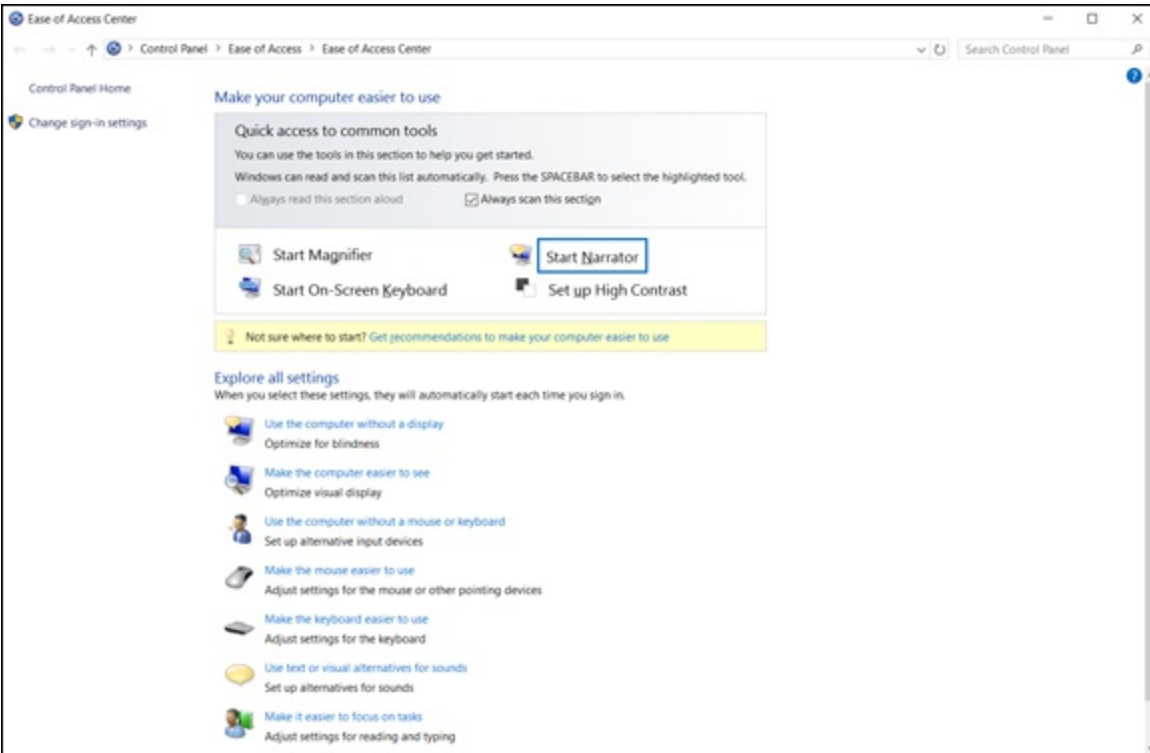 Ease of Access Center
Control Panel > Ease of Access > Ease of Access Center
Search Control Panel
Control Panel Home
Change sign-in settings
Make your computer easier to use
Quick access to common tools
You can use the tools in this section to help you get started.
Windows can read and scan this list automatically. Press the SPACEBAR to select the highlighted tool.
Always read this section aloud
Always scan this section
Start Magnifier
Start Narrator
Start On-Screen Keyboard
Set up High Contrast
Not sure where to start? Get recommendations to make your computer easier to use
Explore all settings
When you select these settings, they will automatically start each time you sign in.
Use the computer without a display
Optimize for blindness
Make the computer easier to see
Optimize visual display
Use the computer without a mouse or keyboard
Set up alternative input devices
Make the mouse easier to use
Adjust settings for the mouse or other pointing devices
Make the keyboard easier to use
Adjust settings for the keyboard
Use text or visual alternatives for sounds
Set up alternatives for sounds
Make it easier to focus on tasks
Adjust settings for reading and typing